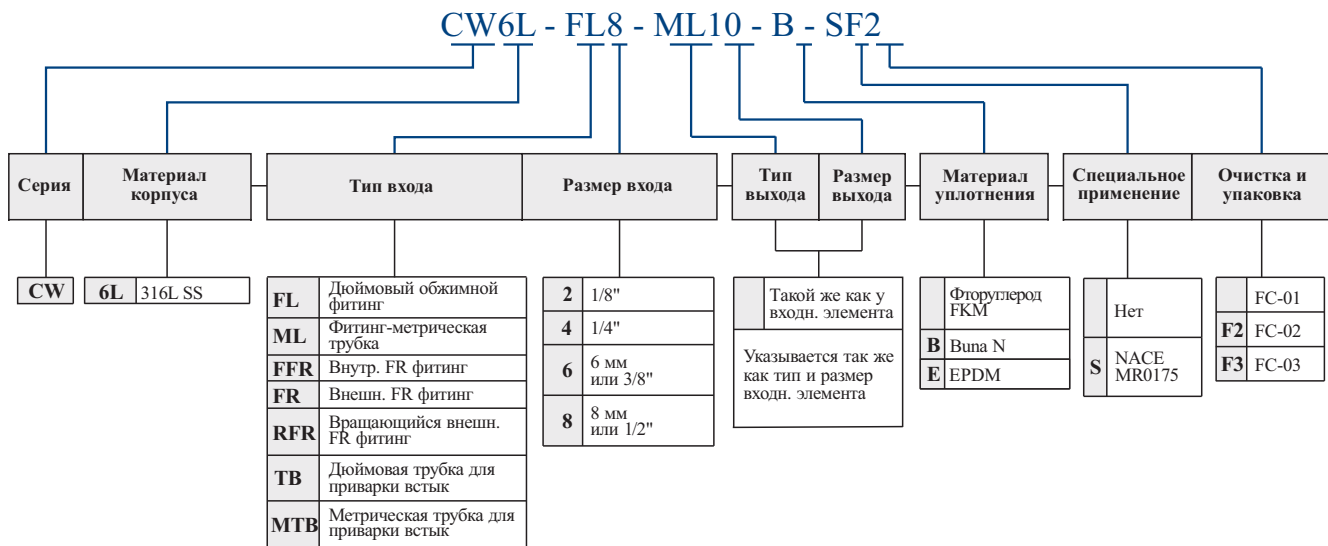 CW6L - FL8 - ML10 - B - SF2
Серия
Материал
корпуса
Тип входа
Размер входа
Тип
выхода
Размер
выхода
Материал
уплотнения
Специальное
применение
Очистка и
упаковка
CW
6L 316L SS
FL Дюймовый обжимной
фитинг
ML Фитинг-метрическая
трубка
FFR Внутр. FR фитинг
FR Внешн. FR фитинг
RFR Вращающийся внешн.
FR фитинг
TB Дюймовая трубка для
приварки встык
MTB Метрическая трубка для
приварки встык
2 1/8"
4 1/4"
6 6 мм
или 3/8"
8 8 мм
или 1/2"
Такой же как у
входн. элемента
Указывается так же
как тип и размер
входн. элемента
Фторуглерод
FKM
B Buna N
E EPDM
Нет
S NACE
MR0175
FC-01
F2 FC-02
F3 FC-03